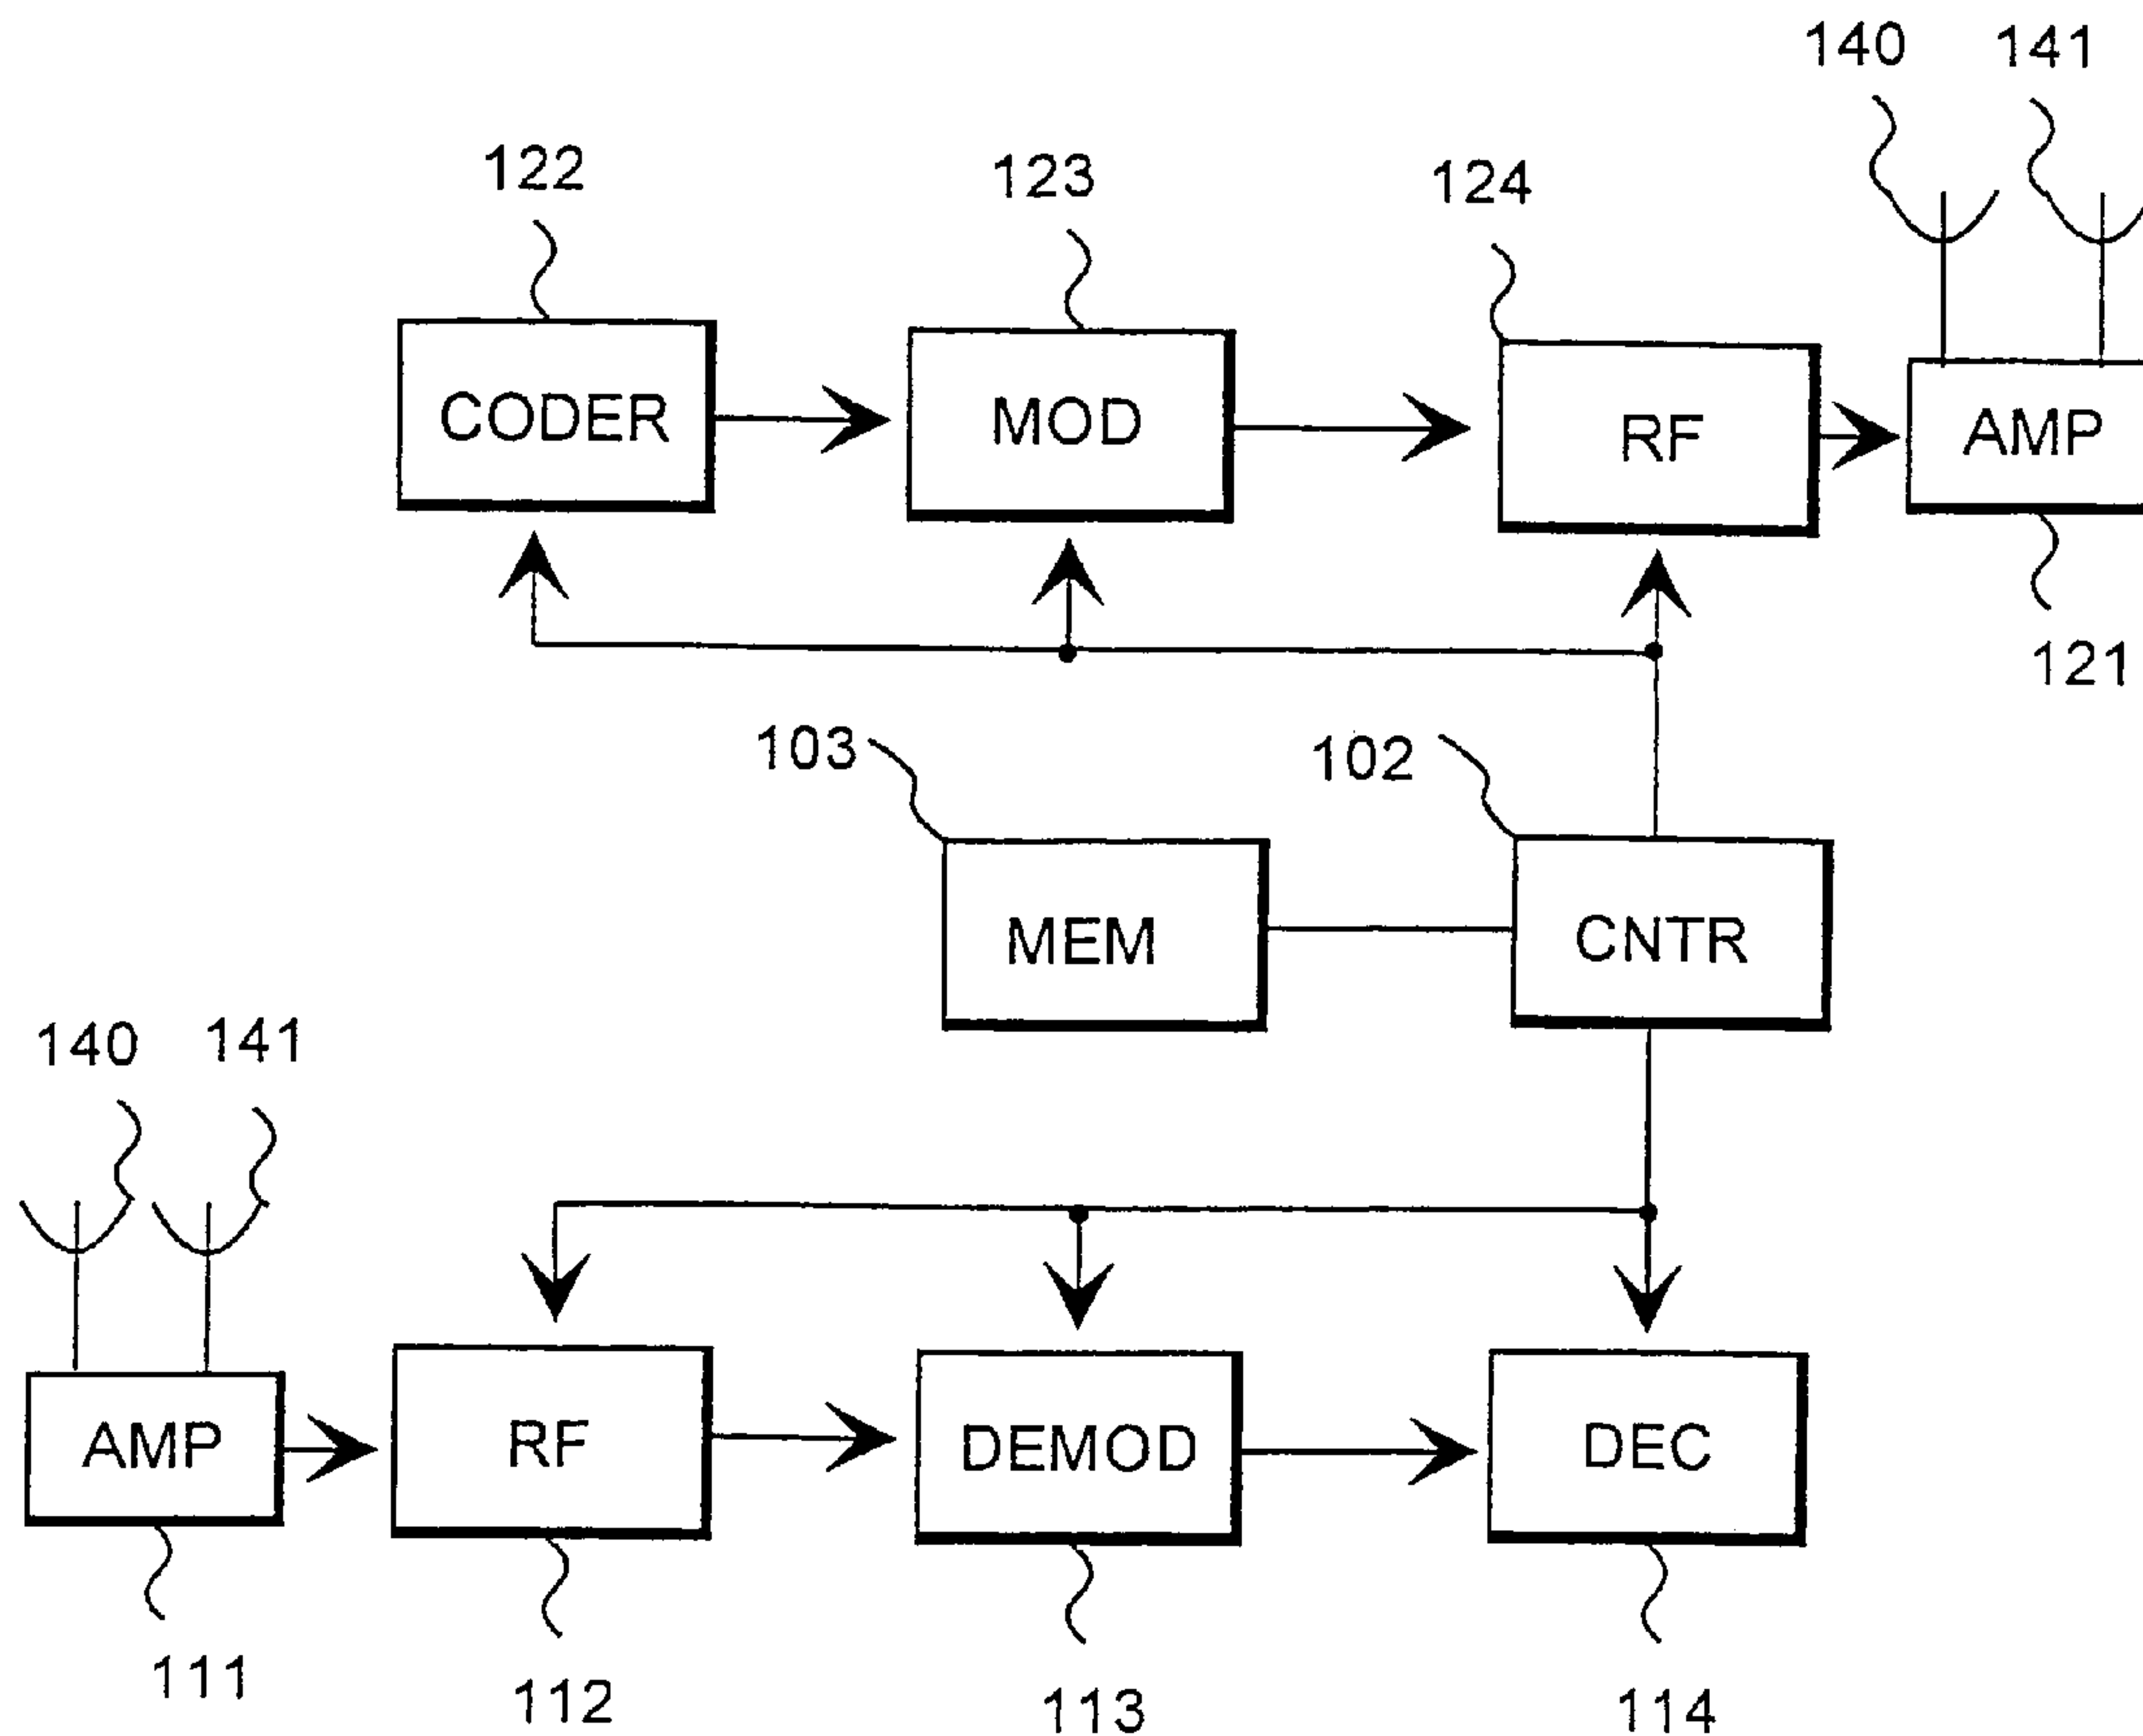 140 141
122 123 124
CODER MOD RF AMP
121
103 102
MEM CNTR
140 141
AMP RF DEMOD DEC
111 112 113 114